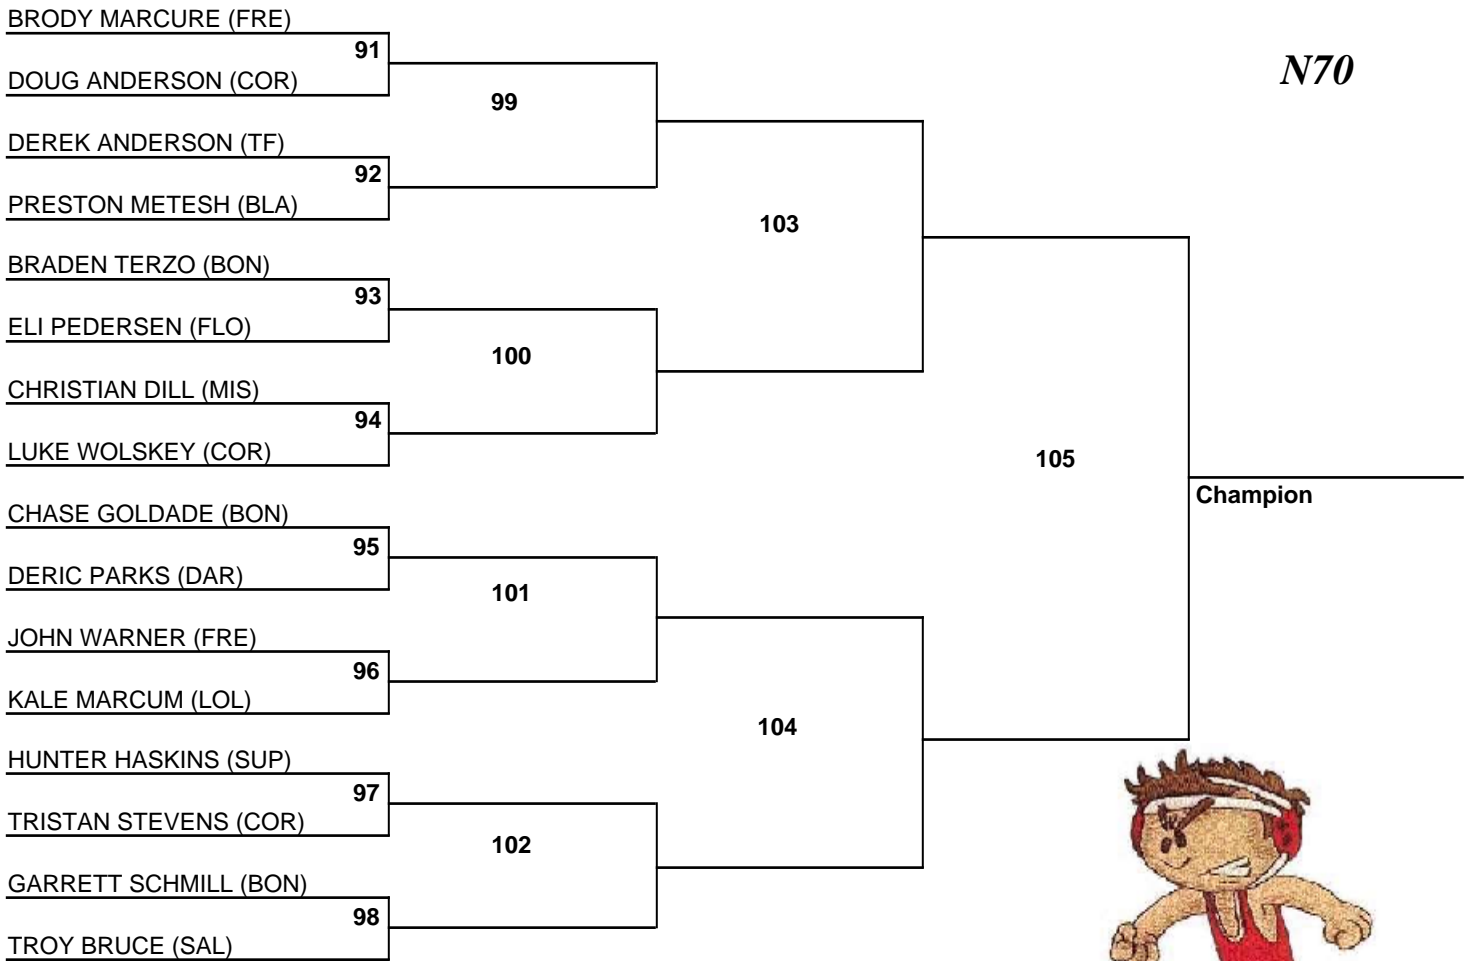 BRODY MARCURE (FRE)
91
DOUG ANDERSON (COR)
N70
99
DEREK ANDERSON (TF)
92
PRESTON METESH (BLA)
103
BRADEN TERZO (BON)
93
ELI PEDERSEN (FLO)
100
CHRISTIAN DILL (MIS)
94
LUKE WOLSKEY (COR)
105
Champion
CHASE GOLDADE (BON)
95
DERIC PARKS (DAR)
101
JOHN WARNER (FRE)
96
KALE MARCUM (LOL)
104
HUNTER HASKINS (SUP)
97
TRISTAN STEVENS (COR)
102
GARRETT SCHMILL (BON)
98
TROY BRUCE (SAL)